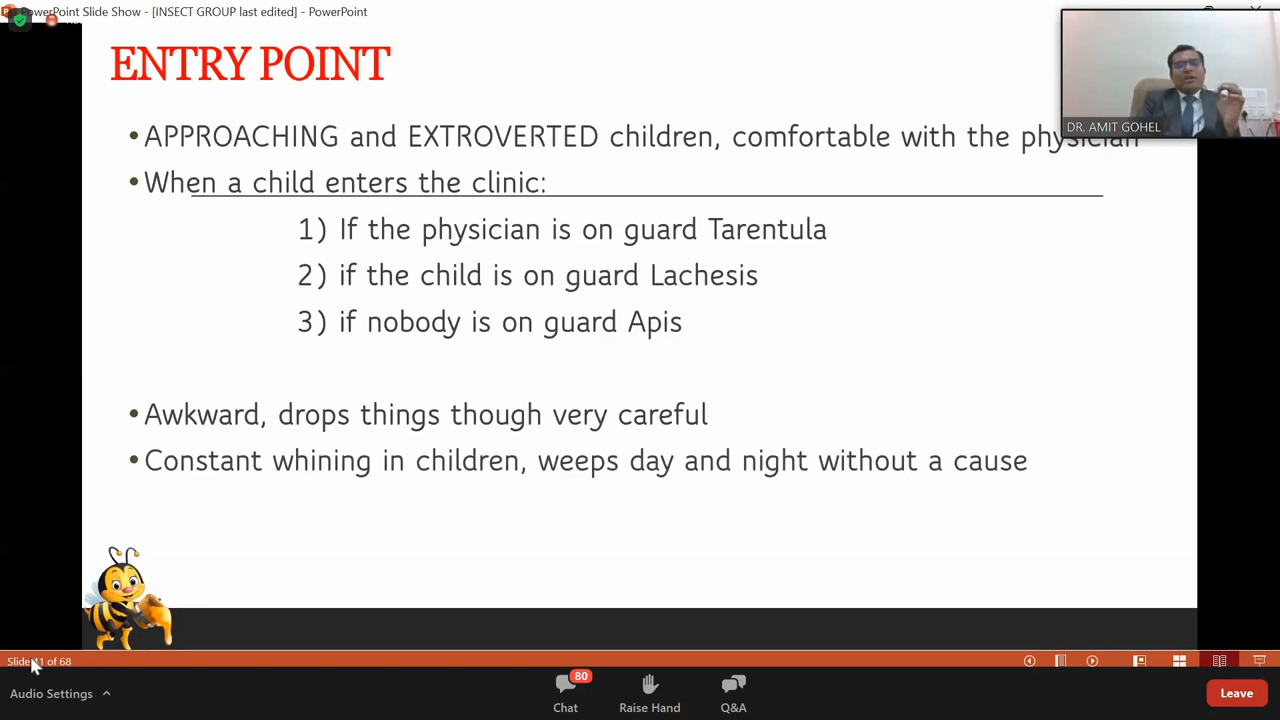 PowerPoint Slide Show - [INSECT GROUP last edited] - PowerPoint
ENTRY POINT
•APPROACHING and EXTROVERTED children, comfortable with the physician
•When a child enters the clinic:
1) If the physician is on guard Tarentula
2) if the child is on guard Lachesis
3) if nobody is on guard Apis
•Awkward, drops things though very careful
•Constant whining in children, weeps day and night without a cause
DR. AMIT GOHEL
Slide 41 of 68
Audio Settings
80
Chat
Raise Hand
Q&A
Leave